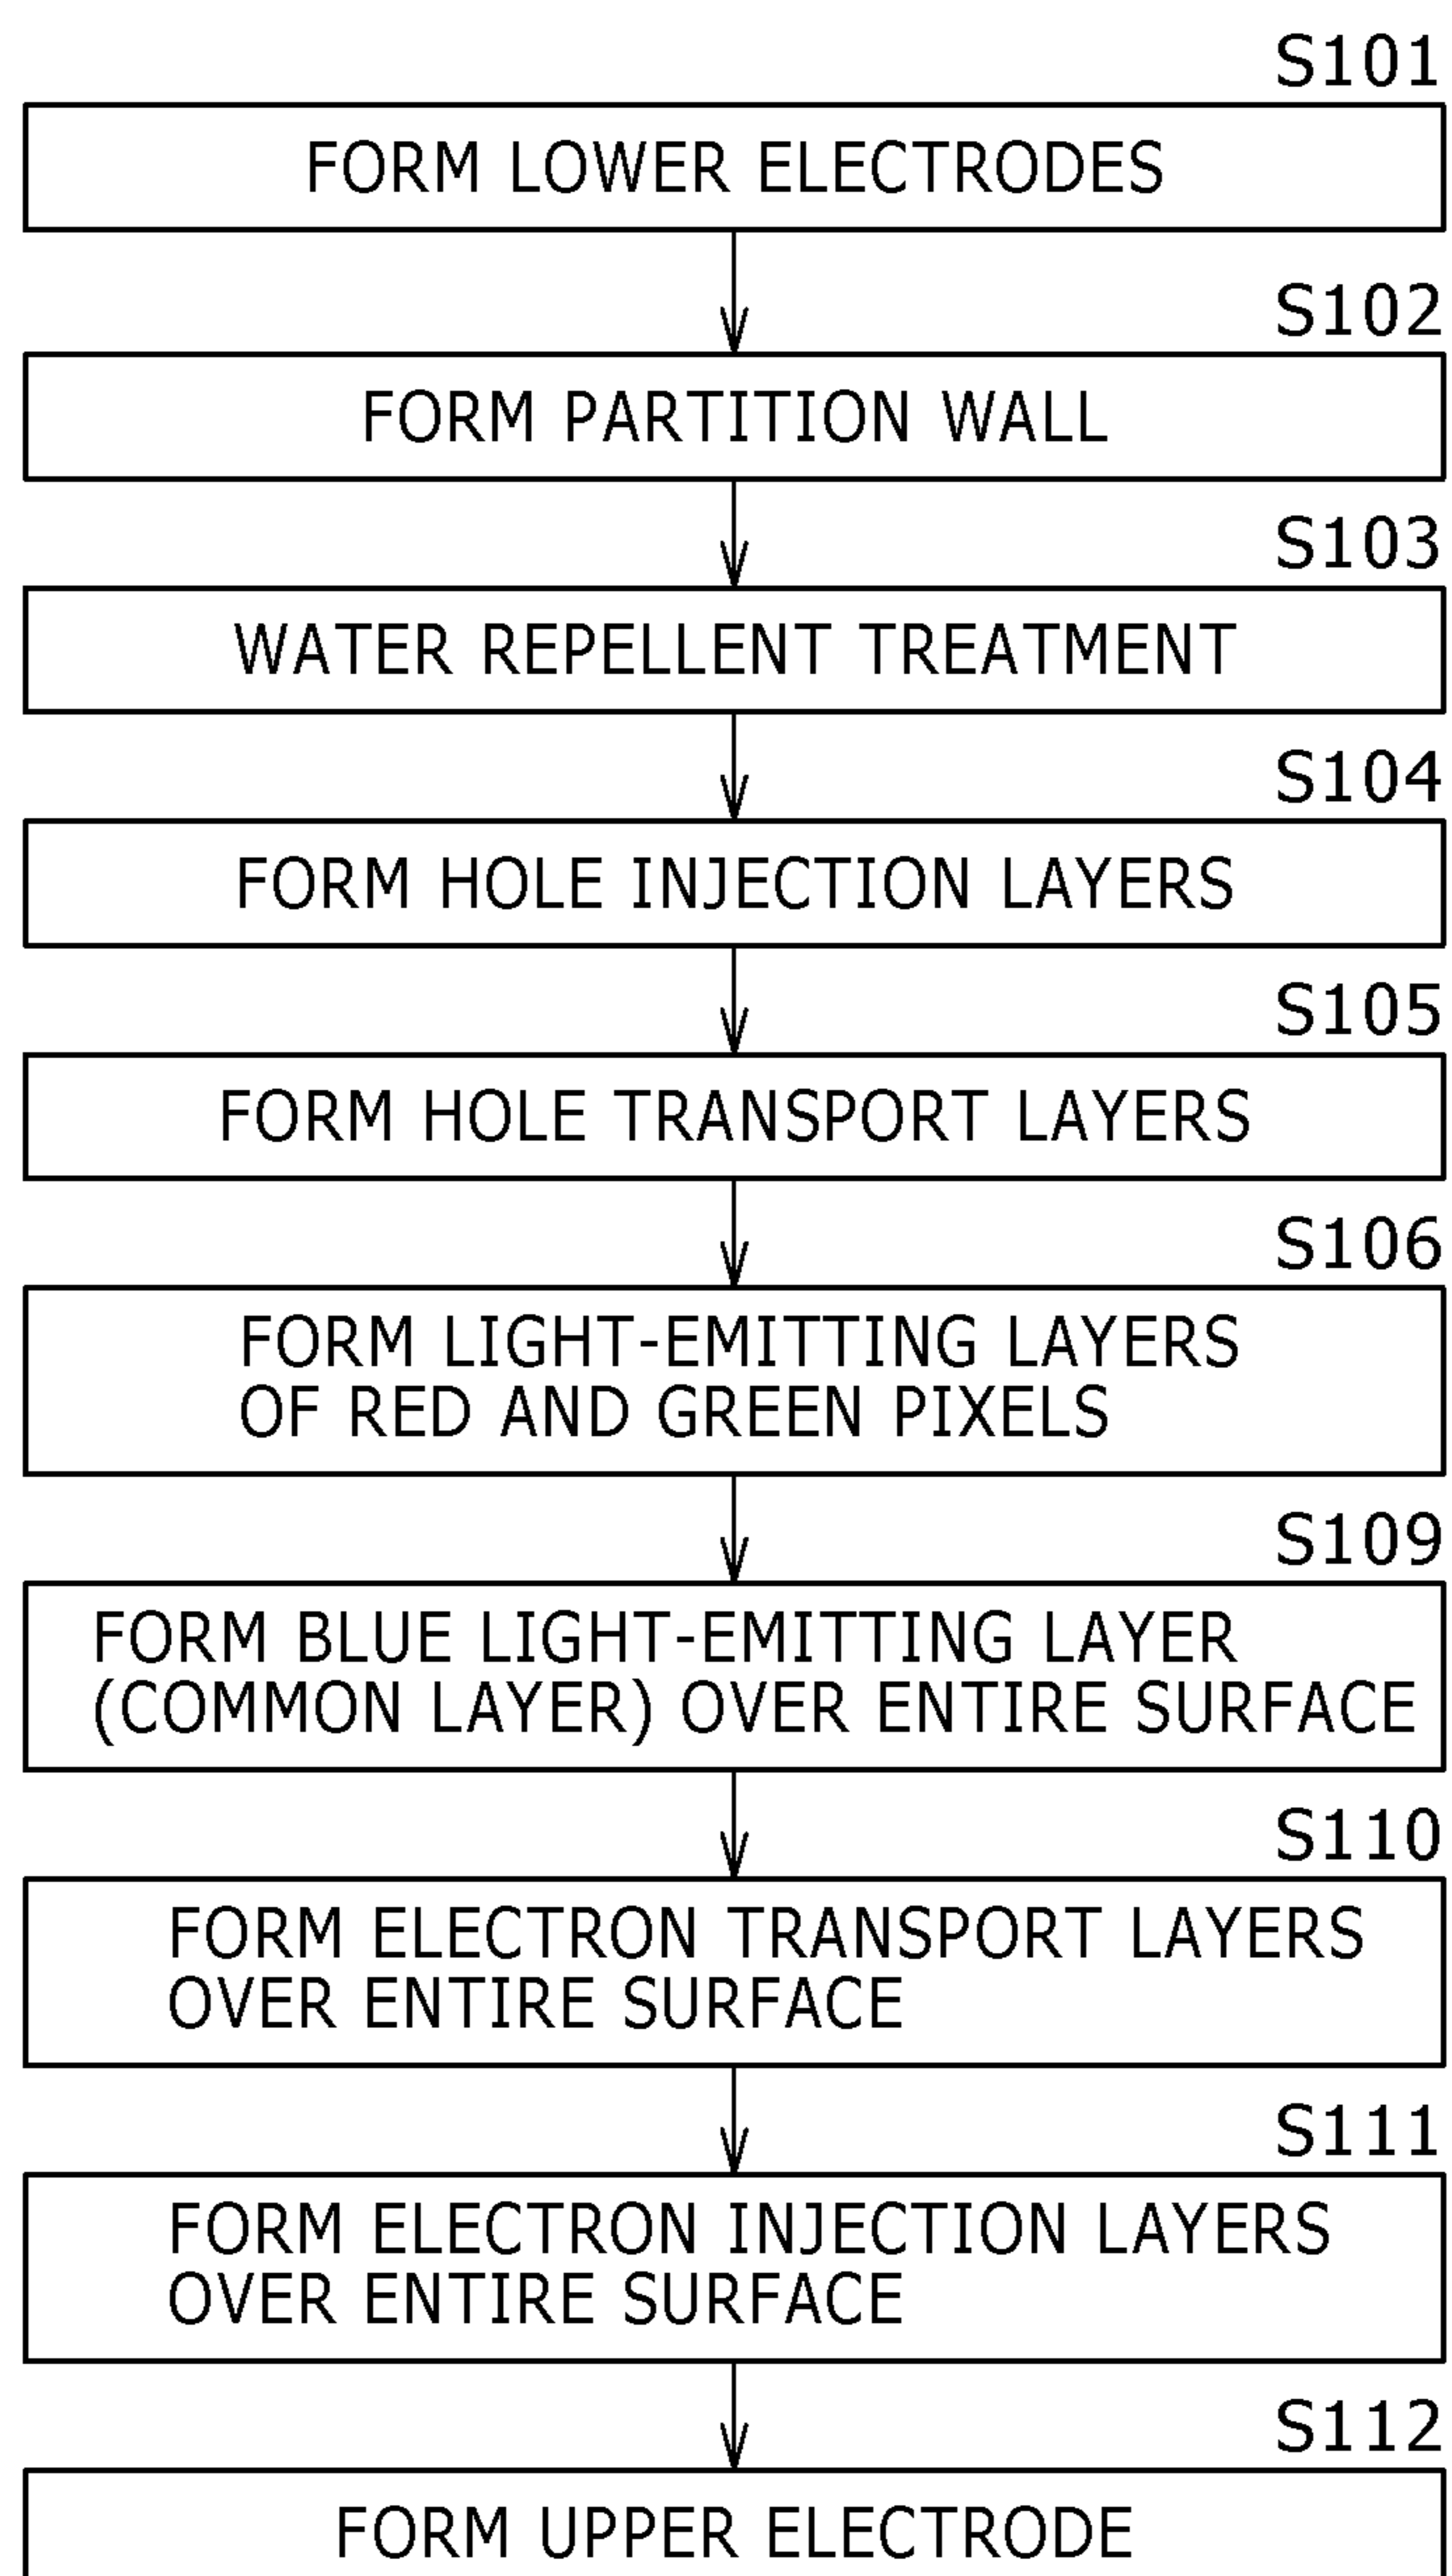 S101
FORM LOWER ELECTRODES
S102
FORM PARTITION WALL
S103
WATER REPELLENT TREATMENT
S104
FORM HOLE INJECTION LAYERS
S105
FORM HOLE TRANSPORT LAYERS
S106
FORM LIGHT-EMITTING LAYERS
OF RED AND GREEN PIXELS
S109
FORM BLUE LIGHT-EMITTING LAYER
(COMMON LAYER) OVER ENTIRE SURFACE
S110
FORM ELECTRON TRANSPORT LAYERS
OVER ENTIRE SURFACE
S111
FORM ELECTRON INJECTION LAYERS
OVER ENTIRE SURFACE
S112
FORM UPPER ELECTRODE